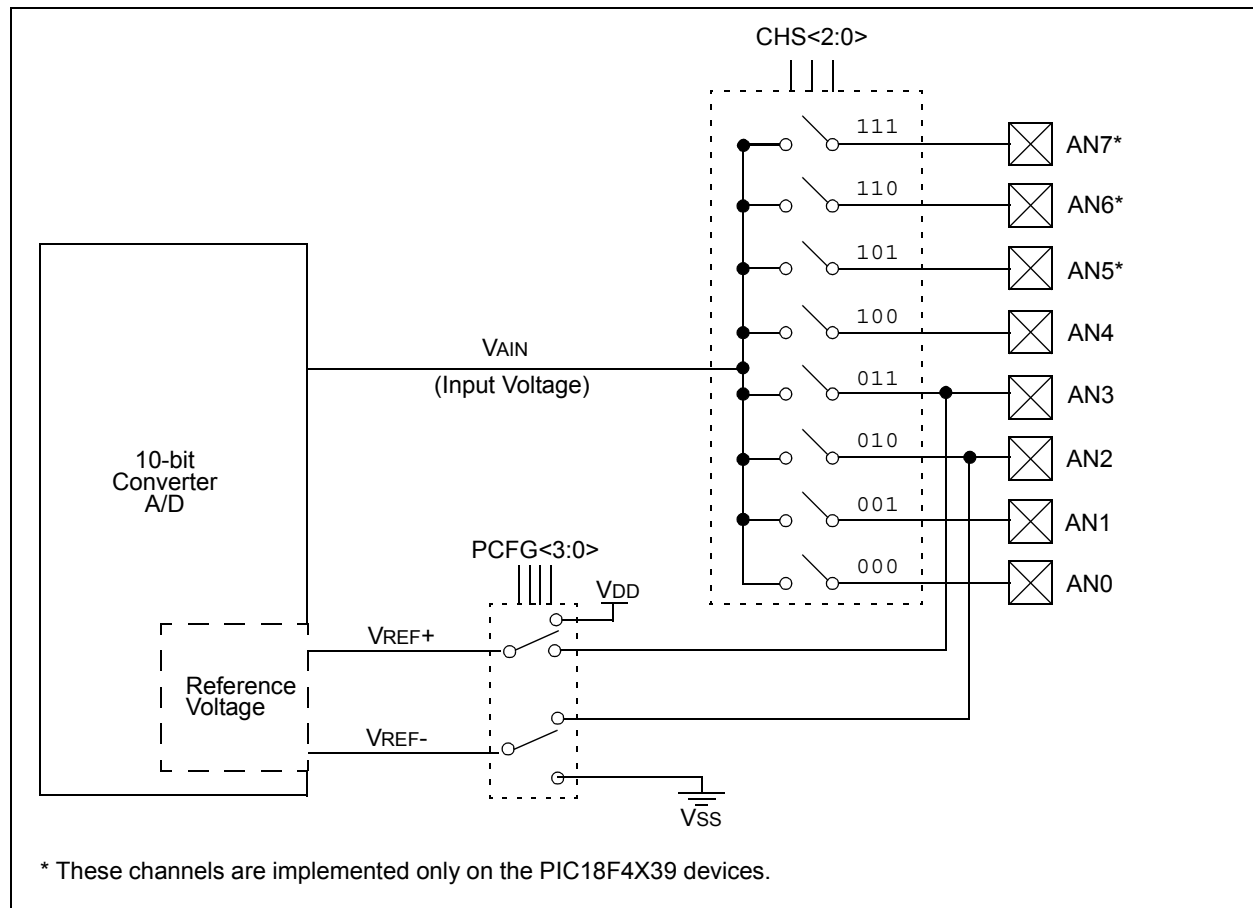 CHS<2:0>
111
AN7*
110
AN6*
101
AN5*
100
AN4
VAIN
(Input Voltage)
011
AN3
010
AN2
10-bit
Converter
A/D
001
AN1
PCFG<3:0>
000
AN0
VDD
VREF+
Reference
Voltage
VREF-
VSS
* These channels are implemented only on the PIC18F4X39 devices.